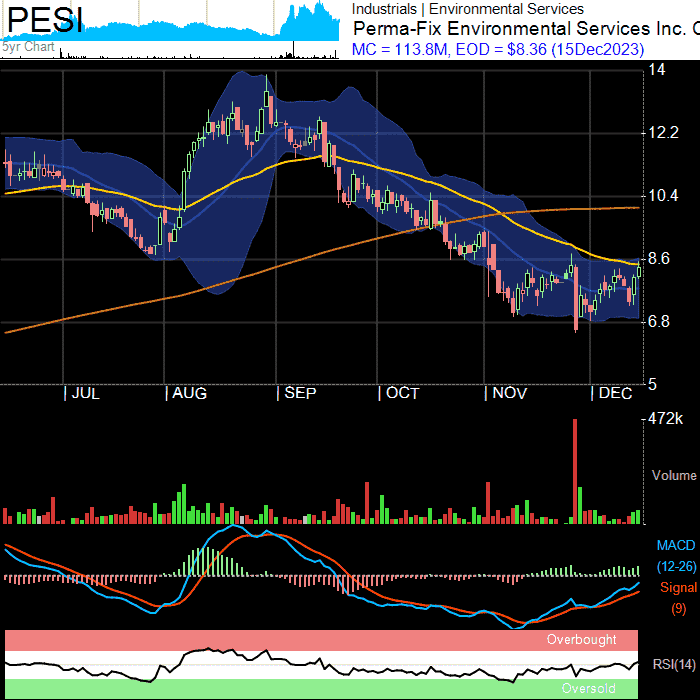 PESI
5yr Chart
Industrials | Environmental Services
Perma-Fix Environmental Services Inc. C
MC = 113.8M, EOD = $8.36 (15Dec2023)
14
12.2
10.4
8.6
6.8
5
| JUL | AUG | SEP | OCT | NOV | DEC
472k
Volume
MACD
(12-26)
Signal
(9)
Overbought
RSI(14)
Oversold